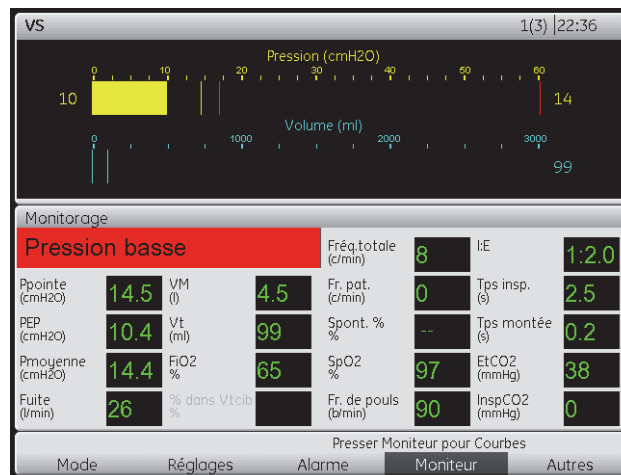 VS 1(3) |22:36
Pression (cmH2O)
0 10 20 30 40 50 60
10 14
Volume (ml)
0 1000 2000 3000
99
Monitorage
Pression basse
Fréq.totale (c/min) 8 I:E 1:2.0
Ppointe (cmH2O) 14.5 VM (l) 4.5 Fr. pat. (c/min) 0 Tps insp. (s) 2.5
PEP (cmH2O) 10.4 Vt (ml) 99 Spont. % % -- Tps montée (s) 0.2
Pmoyenne (cmH2O) 14.4 FiO2 % 65 SpO2 % 97 EtCO2 (mmHg) 38
Fuite (l/min) 26 % dans Vtcib % Fr. de pouls (b/min) 90 InspCO2 (mmHg) 0
Presser Moniteur pour Courbes
Mode Réglages Alarme Moniteur Autres